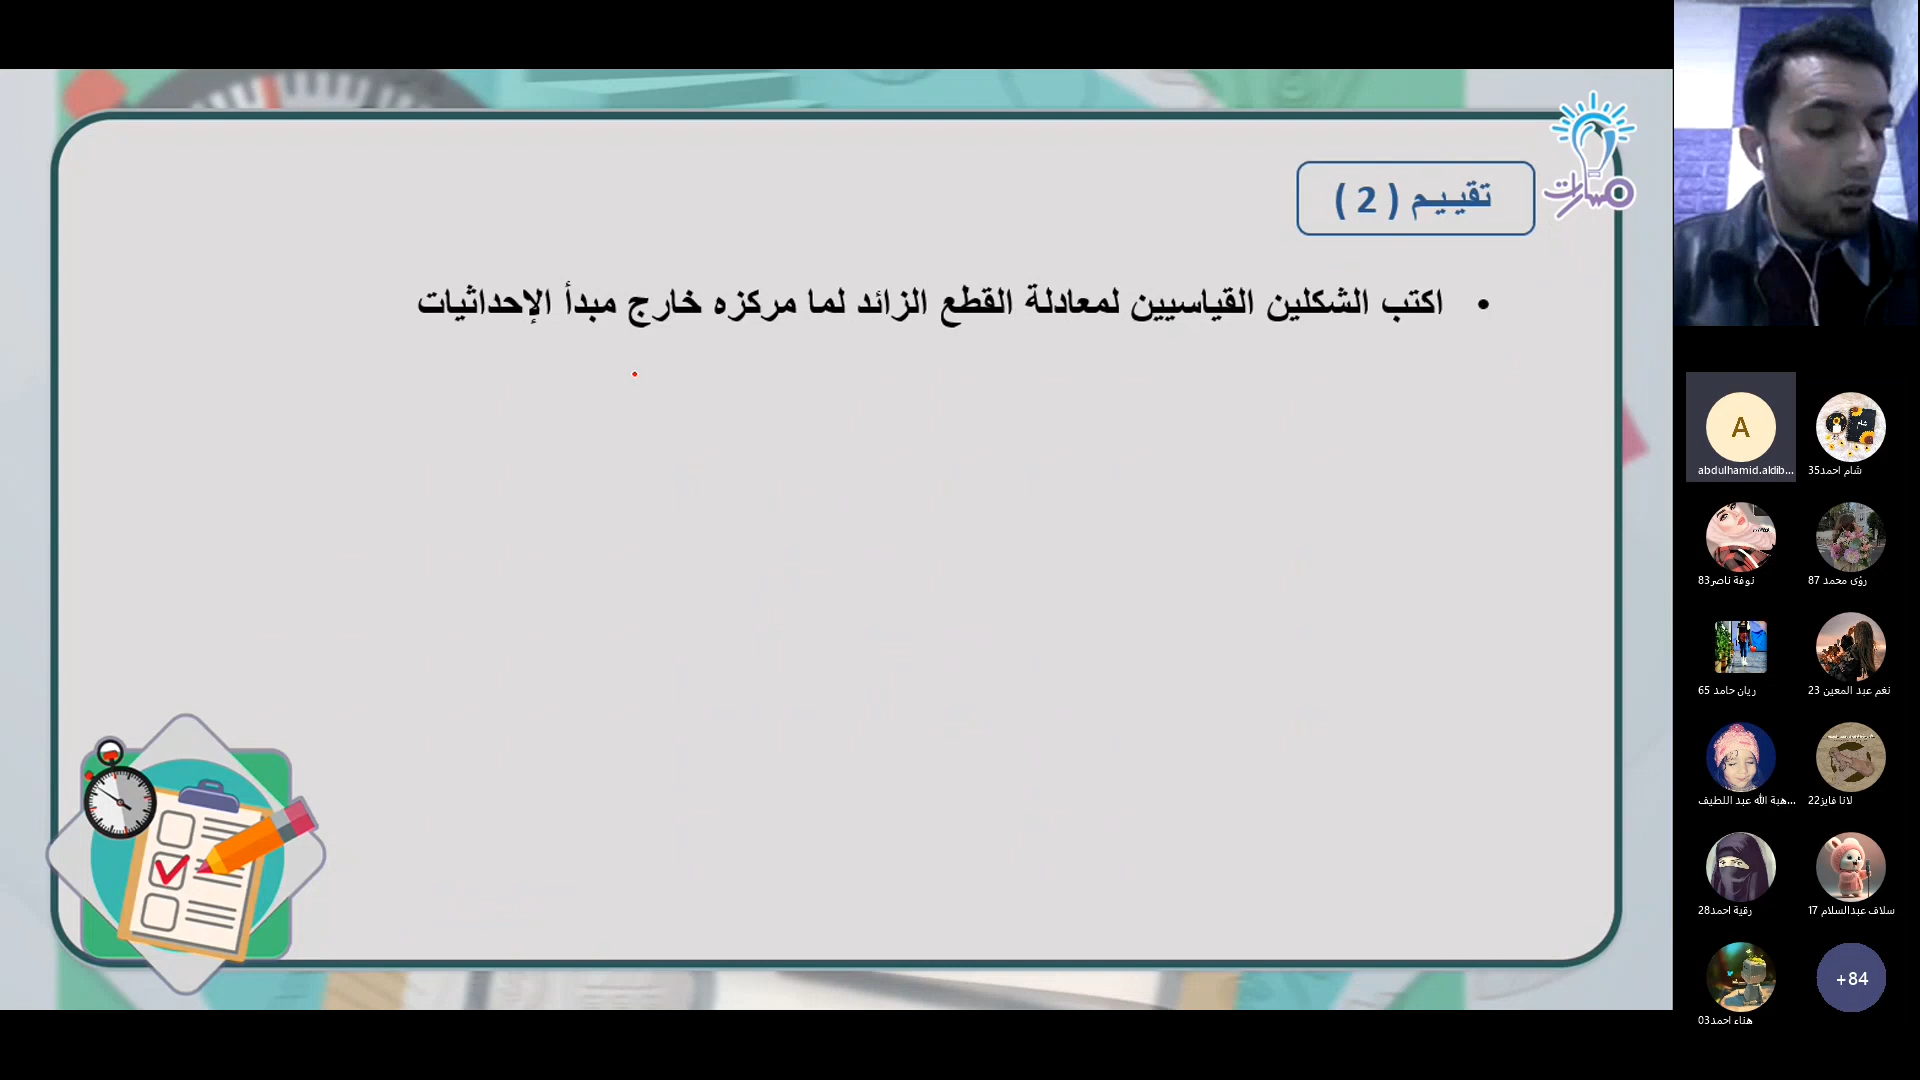 مسارات
تقييم ( 2 )
• اكتب الشكلين القياسيين لمعادلة القطع الزائد لما مركزه خارج مبدأ الإحداثيات
A
abdulhamid.aldib...
شام احمد35
نوفة ناصر83
رؤى محمد 87
ريان حامد 65
نغم عبد المعين 23
هبة الله عبد اللطيف...
لانا فايز22
رقية احمد28
سلاف عبدالسلام 17
هناء احمد03
+84